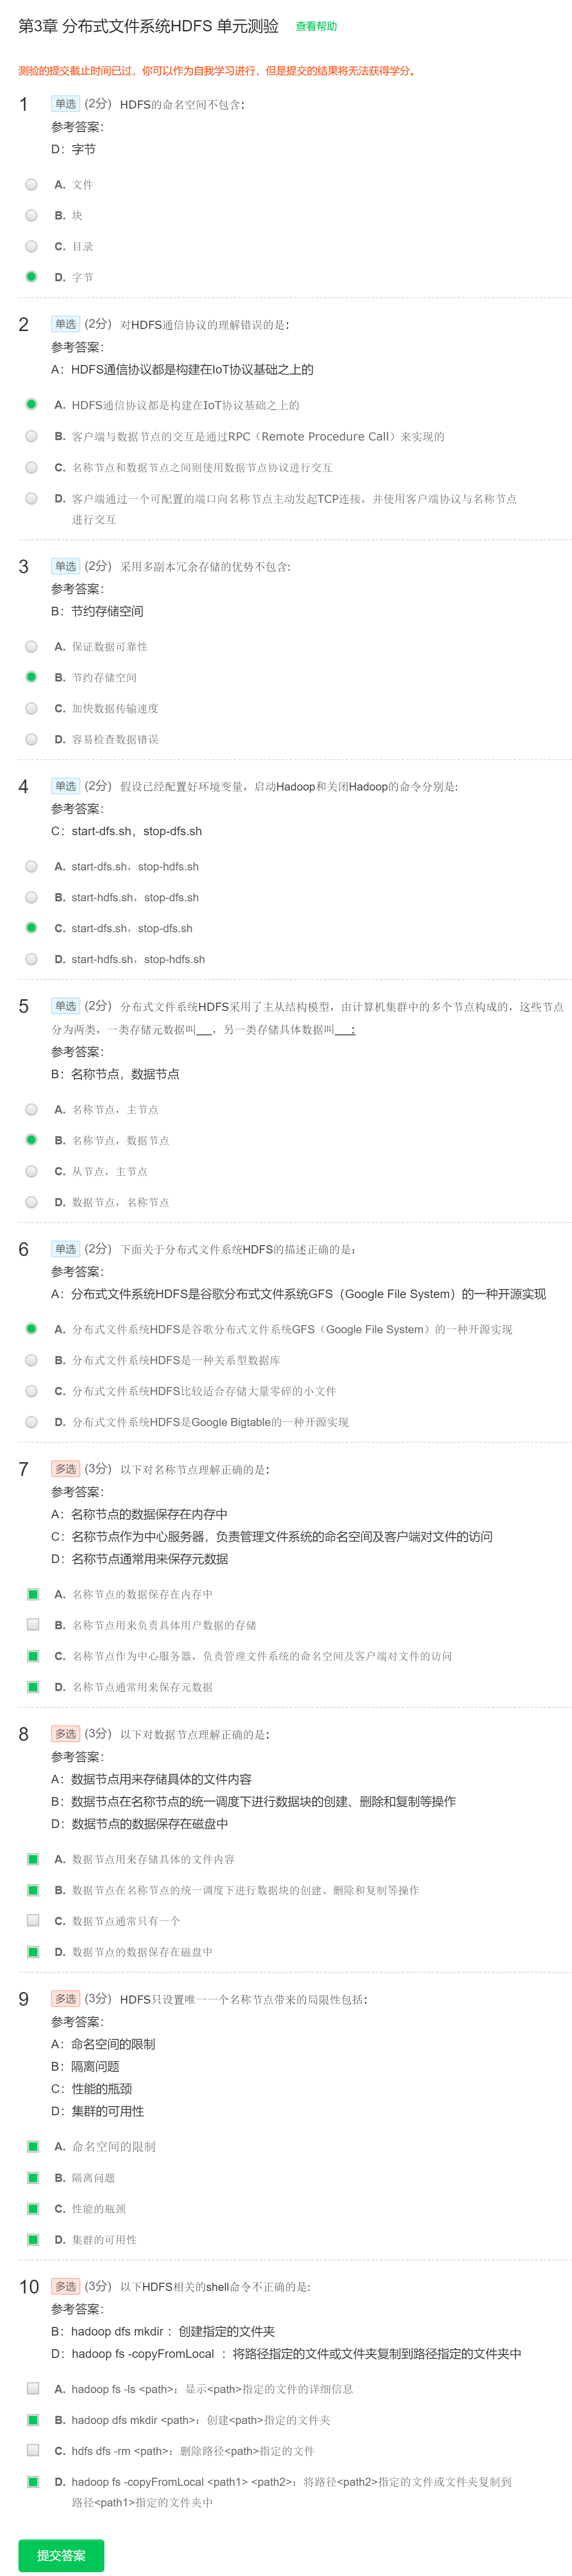 第3章 分布式文件系统HDFS 单元测验 查看帮助
测验的提交截止时间已过，你可以作为自我学习进行，但是提交的结果将无法获得学分。
1 单选 (2分) HDFS的命名空间不包含：
参考答案：
D：字节
A. 文件
B. 块
C. 目录
D. 字节
2 单选 (2分) 对HDFS通信协议的理解错误的是：
参考答案：
A：HDFS通信协议都是构建在IoT协议基础之上的
A. HDFS通信协议都是构建在IoT协议基础之上的
B. 客户端与数据节点的交互是通过RPC（Remote Procedure Call）来实现的
C. 名称节点和数据节点之间则使用数据节点协议进行交互
D. 客户端通过一个可配置的端口向名称节点主动发起TCP连接，并使用客户端协议与名称节点
进行交互
3 单选 (2分) 采用多副本冗余存储的优势不包含:
参考答案：
B：节约存储空间
A. 保证数据可靠性
B. 节约存储空间
C. 加快数据传输速度
D. 容易检查数据错误
4 单选 (2分) 假设已经配置好环境变量，启动Hadoop和关闭Hadoop的命令分别是:
参考答案：
C：start-dfs.sh，stop-dfs.sh
A. start-dfs.sh，stop-hdfs.sh
B. start-hdfs.sh，stop-dfs.sh
C. start-dfs.sh，stop-dfs.sh
D. start-hdfs.sh，stop-hdfs.sh
5 单选 (2分) 分布式文件系统HDFS采用了主从结构模型，由计算机集群中的多个节点构成的，这些节点
分为两类，一类存储元数据叫___，另一类存储具体数据叫___：
参考答案：
B：名称节点，数据节点
A. 名称节点，主节点
B. 名称节点，数据节点
C. 从节点，主节点
D. 数据节点，名称节点
6 单选 (2分) 下面关于分布式文件系统HDFS的描述正确的是：
参考答案：
A：分布式文件系统HDFS是谷歌分布式文件系统GFS（Google File System）的一种开源实现
A. 分布式文件系统HDFS是谷歌分布式文件系统GFS（Google File System）的一种开源实现
B. 分布式文件系统HDFS是一种关系型数据库
C. 分布式文件系统HDFS比较适合存储大量零碎的小文件
D. 分布式文件系统HDFS是Google Bigtable的一种开源实现
7 多选 (3分) 以下对名称节点理解正确的是：
参考答案：
A：名称节点的数据保存在内存中
C：名称节点作为中心服务器，负责管理文件系统的命名空间及客户端对文件的访问
D：名称节点通常用来保存元数据
A. 名称节点的数据保存在内存中
B. 名称节点用来负责具体用户数据的存储
C. 名称节点作为中心服务器，负责管理文件系统的命名空间及客户端对文件的访问
D. 名称节点通常用来保存元数据
8 多选 (3分) 以下对数据节点理解正确的是：
参考答案：
A：数据节点用来存储具体的文件内容
B：数据节点在名称节点的统一调度下进行数据块的创建、删除和复制等操作
D：数据节点的数据保存在磁盘中
A. 数据节点用来存储具体的文件内容
B. 数据节点在名称节点的统一调度下进行数据块的创建、删除和复制等操作
C. 数据节点通常只有一个
D. 数据节点的数据保存在磁盘中
9 多选 (3分) HDFS只设置唯一一个名称节点带来的局限性包括：
参考答案：
A：命名空间的限制
B：隔离问题
C：性能的瓶颈
D：集群的可用性
A. 命名空间的限制
B. 隔离问题
C. 性能的瓶颈
D. 集群的可用性
10 多选 (3分) 以下HDFS相关的shell命令不正确的是:
参考答案：
B：hadoop dfs mkdir ：创建指定的文件夹
D：hadoop fs -copyFromLocal ：将路径指定的文件或文件夹复制到路径指定的文件夹中
A. hadoop fs -ls <path>：显示<path>指定的文件的详细信息
B. hadoop dfs mkdir <path>：创建<path>指定的文件夹
C. hdfs dfs -rm <path>：删除路径<path>指定的文件
D. hadoop fs -copyFromLocal <path1> <path2>：将路径<path2>指定的文件或文件夹复制到
路径<path1>指定的文件夹中
提交答案